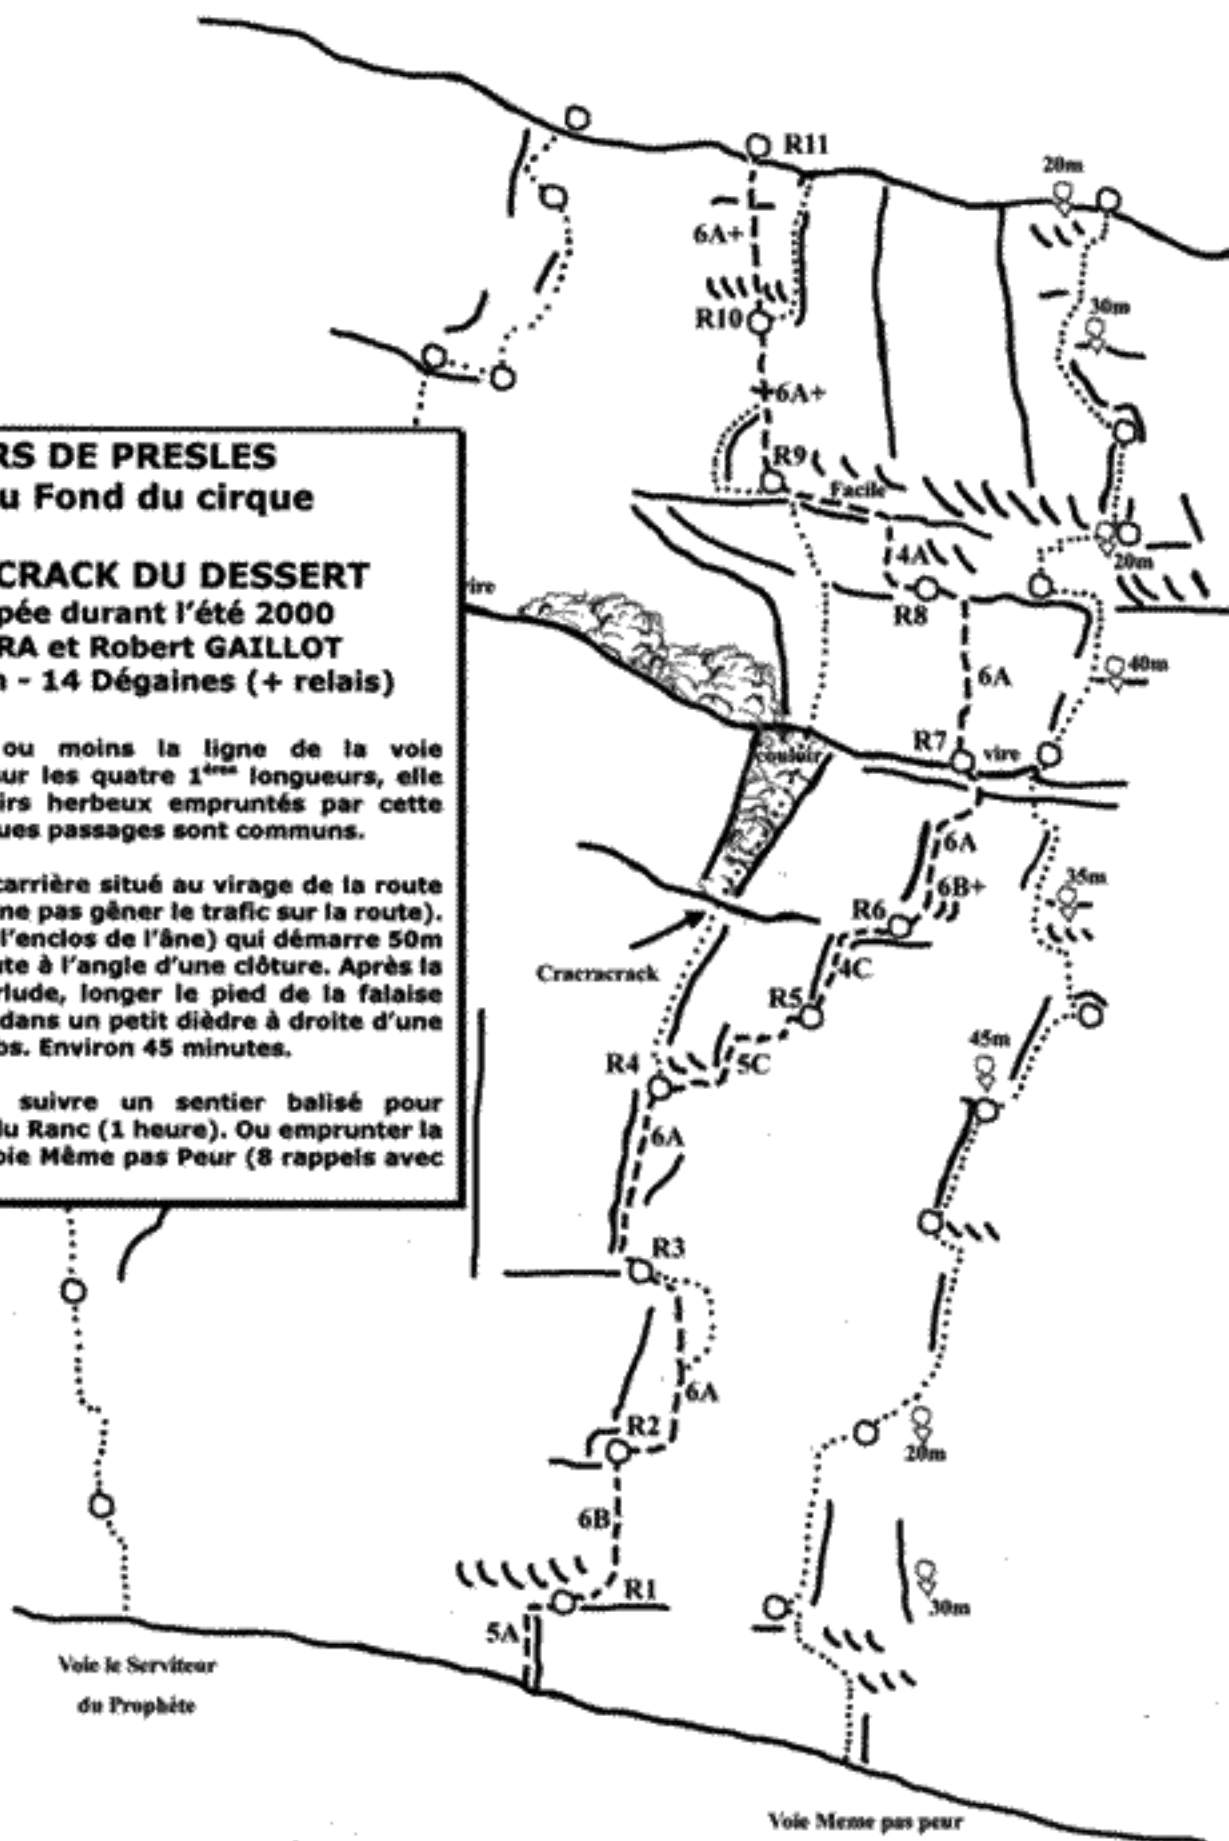 R11
20m
6A+
R10
30m
6A+
R9
Facile
RS DE PRESLES
u Fond du cirque
4A
20m
CRACK DU DESSERT
pée durant l'été 2000
RA et Robert GAILLOT
- 14 Dégaines (+ relais)
ire
R8
6A
40m
R7
vire
couloir
ou moins la ligne de la voie
sur les quatre 1ères longueurs, elle
irs herbeux empruntés par cette
ues passages sont communs.
6A
carrière situé au virage de la route
ne pas gêner le trafic sur la route).
l'enclos de l'âne) qui démarre 50m
te à l'angle d'une clôture. Après la
rlude, longer le pied de la falaise
dans un petit dièdre à droite d'une
os. Environ 45 minutes.
6B+
35m
R6
4C
Cracracrack
R5
5C
45m
R4
suivre un sentier balisé pour
du Ranc (1 heure). Ou emprunter la
oie Même pas Peur (8 rappels avec
6A
R3
6A
R2
20m
6B
R1
30m
5A
Voie le Serviteur
du Prophète
Voie Meme pas peur